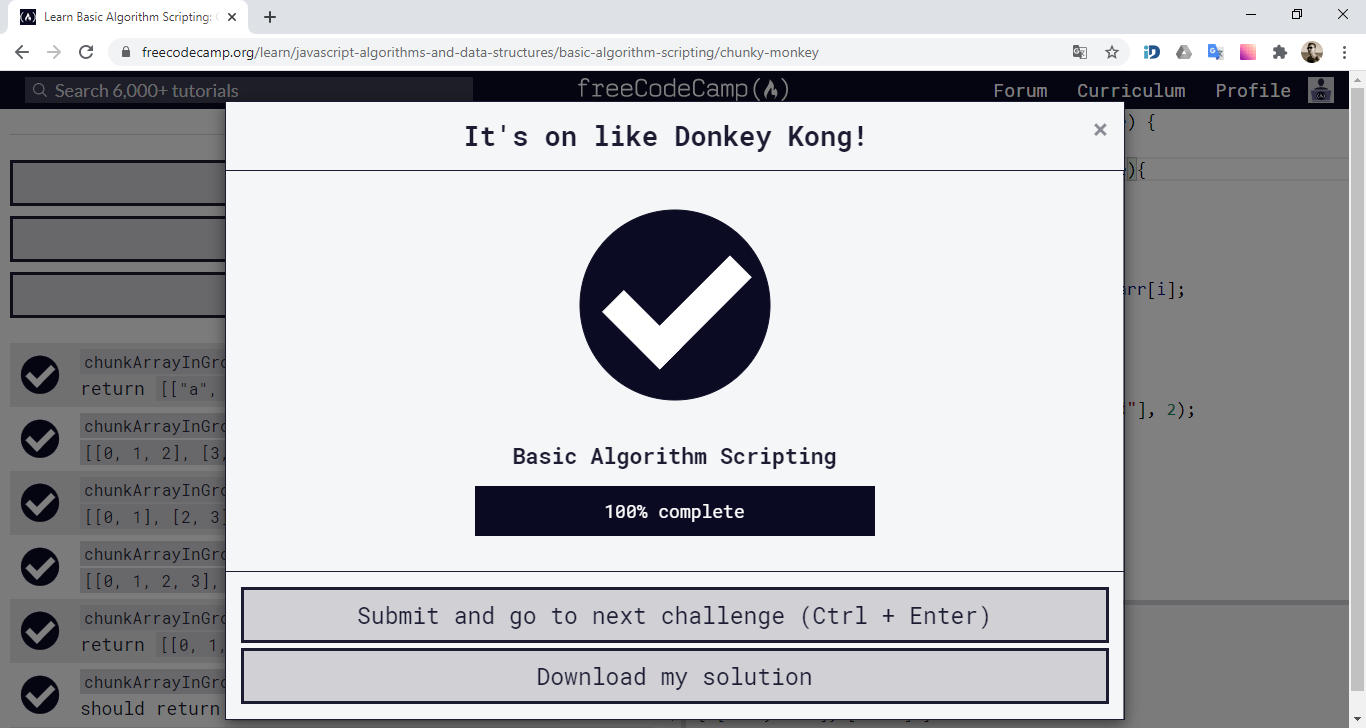 Learn Basic Algorithm Scripting:
freecodecamp.org/learn/javascript-algorithms-and-data-structures/basic-algorithm-scripting/chunky-monkey
Search 6,000+ tutorials
freeCodeCamp
Forum Curriculum Profile
It's on like Donkey Kong!
×
) {
){
arr[i];
"], 2);
Basic Algorithm Scripting
100% complete
chunkArrayInGro
return [["a",
chunkArrayInGro
[[0, 1, 2], [3,
chunkArrayInGro
[[0, 1], [2, 3]
chunkArrayInGro
[[0, 1, 2, 3],
chunkArrayInGro
return [[0, 1,
chunkArrayInGro
should return
Submit and go to next challenge (Ctrl + Enter)
Download my solution